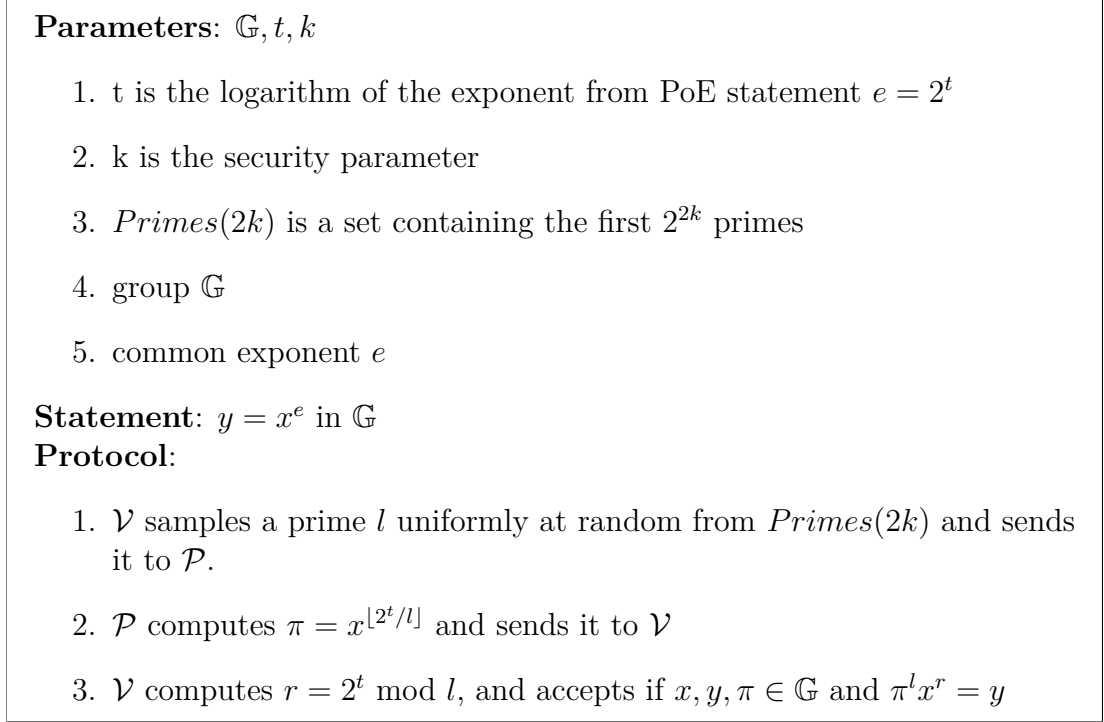 Parameters: 𝔾, t, k
1. t is the logarithm of the exponent from PoE statement e = 2^t
2. k is the security parameter
3. Primes(2k) is a set containing the first 2^{2k} primes
4. group 𝔾
5. common exponent e
Statement: y = x^e in 𝔾
Protocol:
1. 𝒱 samples a prime l uniformly at random from Primes(2k) and sends
it to 𝒫.
2. 𝒫 computes π = x^{⌊2^t/l⌋} and sends it to 𝒱
3. 𝒱 computes r = 2^t mod l, and accepts if x, y, π ∈ 𝔾 and π^l x^r = y